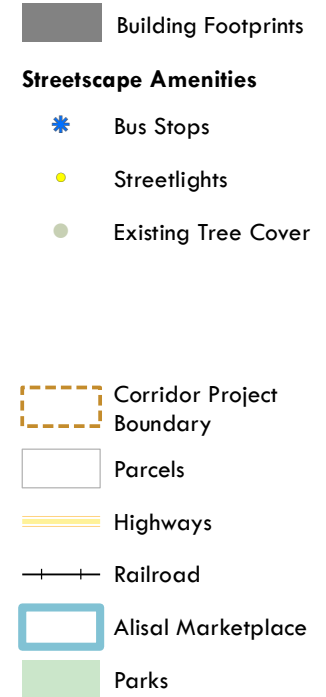 Building Footprints
Streetscape Amenities
Bus Stops
Streetlights
Existing Tree Cover
Corridor Project
Boundary
Parcels
Highways
Railroad
Alisal Marketplace
Parks